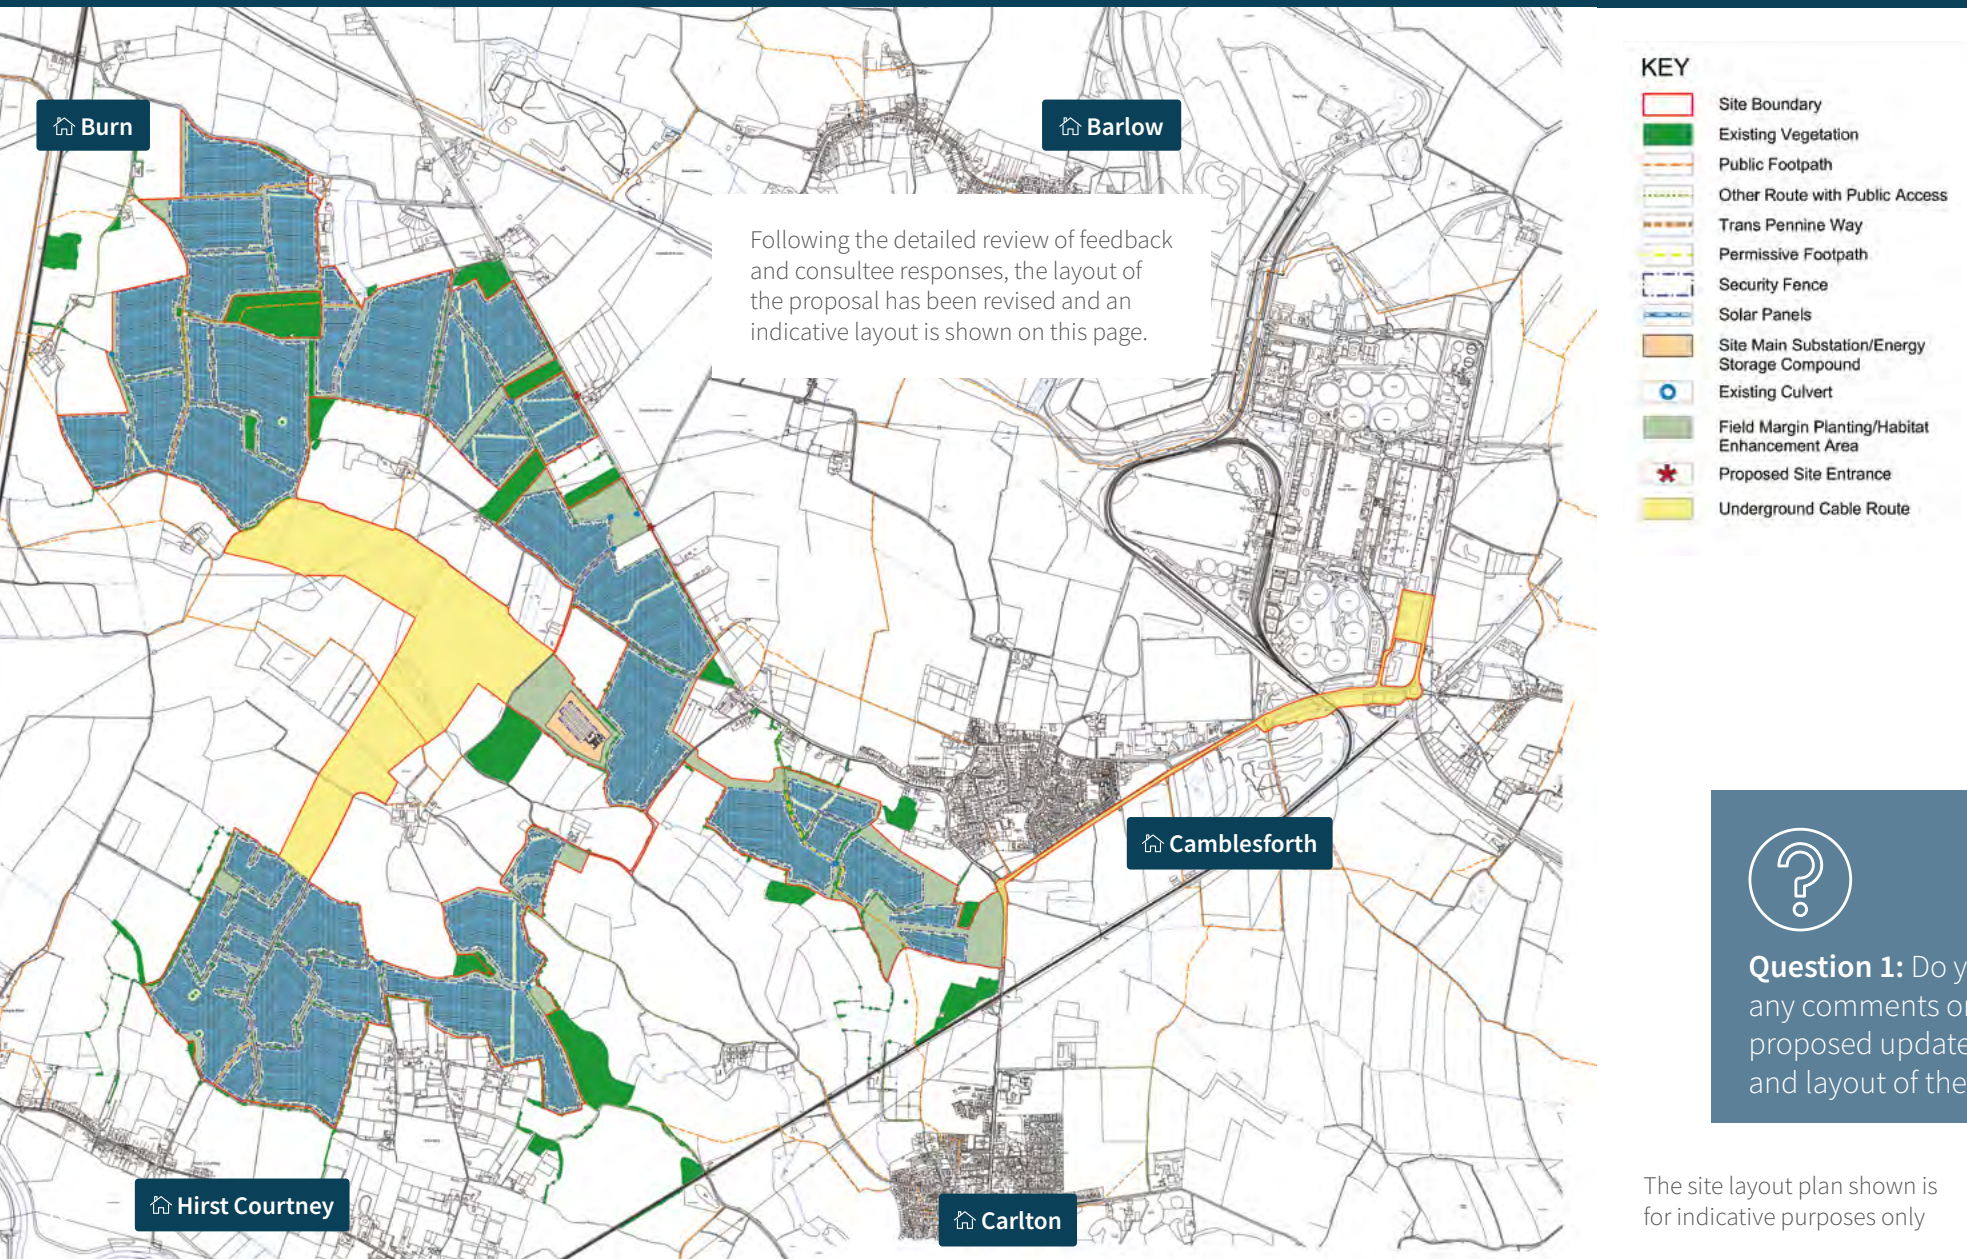 Burn
Barlow
Following the detailed review of feedback
and consultee responses, the layout of
the proposal has been revised and an
indicative layout is shown on this page.
Camblesforth
Hirst Courtney
Carlton
KEY
Site Boundary
Existing Vegetation
Public Footpath
Other Route with Public Access
Trans Pennine Way
Permissive Footpath
Security Fence
Solar Panels
Site Main Substation/Energy
Storage Compound
Existing Culvert
Field Margin Planting/Habitat
Enhancement Area
Proposed Site Entrance
Underground Cable Route
Question 1: Do y
any comments o
proposed update
and layout of the
The site layout plan shown is
for indicative purposes only